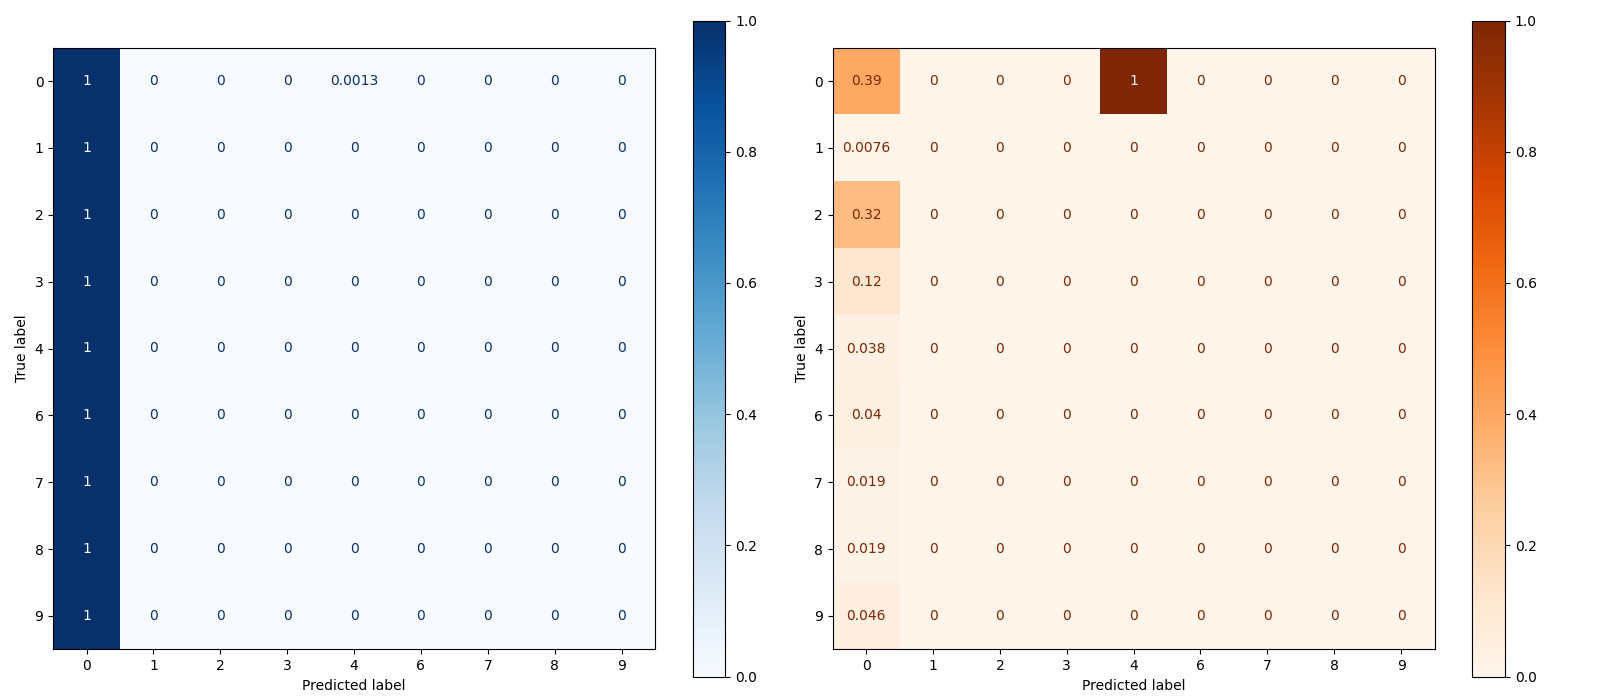 0 1 0 0 0 0.0013 0 0 0 0
1 1 0 0 0 0 0 0 0 0
2 1 0 0 0 0 0 0 0 0
3 1 0 0 0 0 0 0 0 0
4 1 0 0 0 0 0 0 0 0
6 1 0 0 0 0 0 0 0 0
7 1 0 0 0 0 0 0 0 0
8 1 0 0 0 0 0 0 0 0
9 1 0 0 0 0 0 0 0 0
0 1 2 3 4 6 7 8 9
True label
Predicted label
1.0
0.8
0.6
0.4
0.2
0.0
0 0.39 0 0 0 1 0 0 0 0
1 0.0076 0 0 0 0 0 0 0 0
2 0.32 0 0 0 0 0 0 0 0
3 0.12 0 0 0 0 0 0 0 0
4 0.038 0 0 0 0 0 0 0 0
6 0.04 0 0 0 0 0 0 0 0
7 0.019 0 0 0 0 0 0 0 0
8 0.019 0 0 0 0 0 0 0 0
9 0.046 0 0 0 0 0 0 0 0
0 1 2 3 4 6 7 8 9
True label
Predicted label
1.0
0.8
0.6
0.4
0.2
0.0